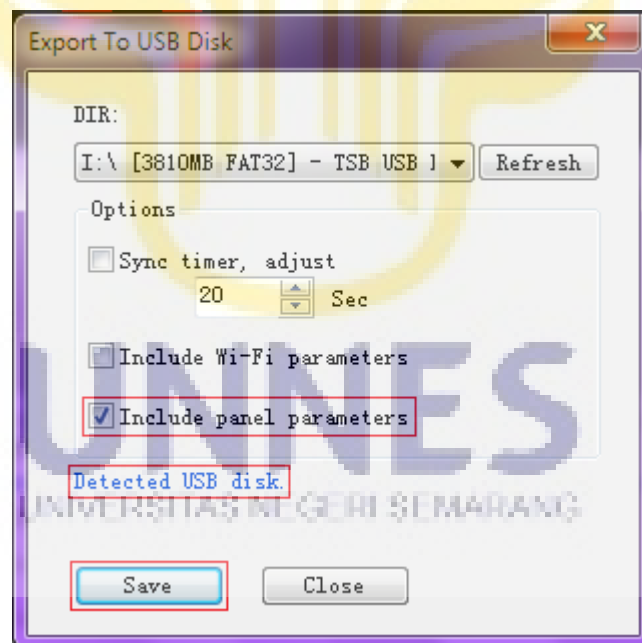 Export To USB Disk
DIR:
I:\ [3810MB FAT32] - TSB USB
Refresh
Options
Sync timer, adjust
20
Sec
Include Wi-Fi parameters
Include panel parameters
UNNES
Detected USB disk.
UNIVERSITAS NEGERI SEMARANG
Save
Close